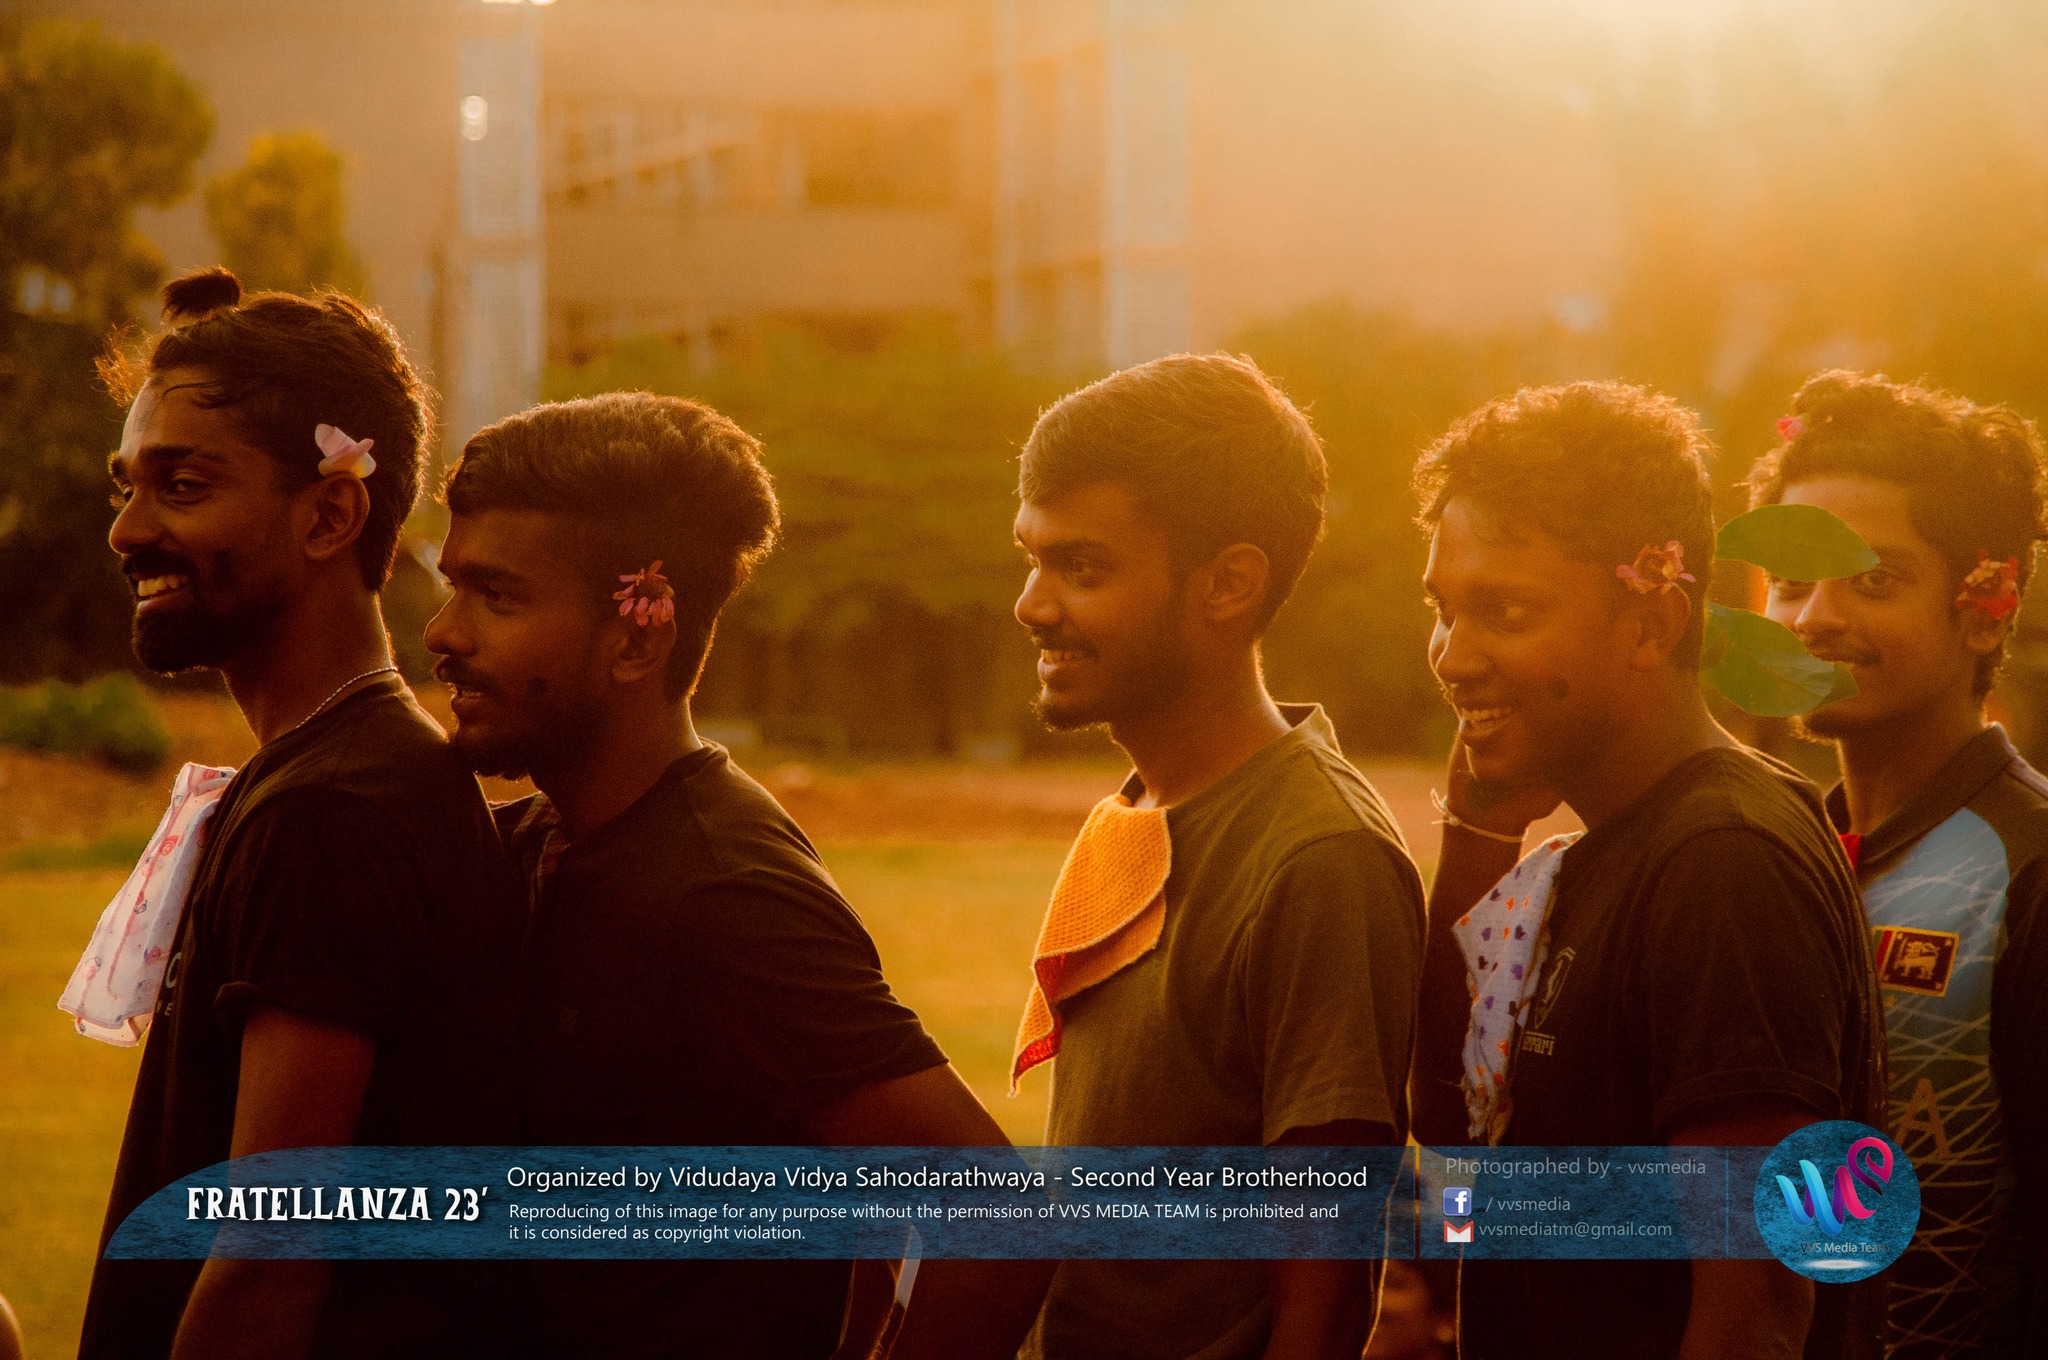 FRATELLANZA 23'
Organized by Vidudaya Vidya Sahodarathwaya - Second Year Brotherhood
Reproducing of this image for any purpose without the permission of VVS MEDIA TEAM is prohibited and
it is considered as copyright violation.
Photographed by - vvsmedia
f / vvsmedia
vvsmediatm@gmail.com
VVS Media Team